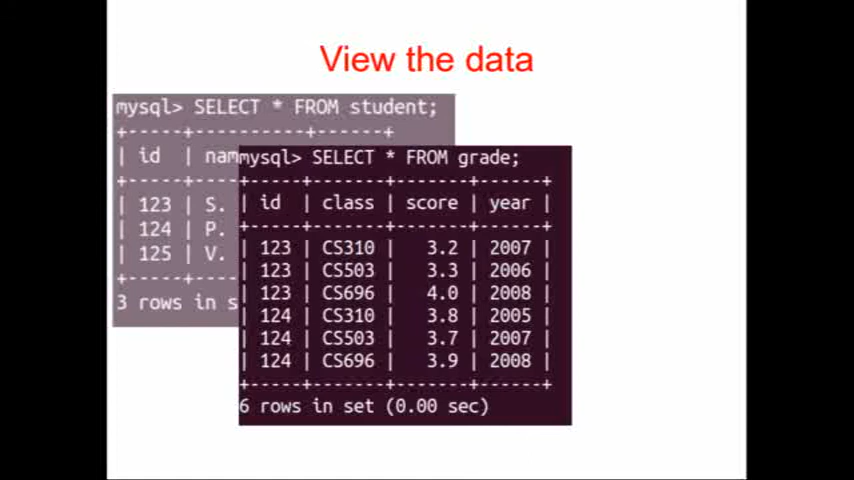 View the data
mysql> SELECT * FROM student;
+-----+----------+------+
| id | nam
+-----+---
| 123 | S.
| 124 | P.
| 125 | V.
+-----+---
3 rows in s
mysql> SELECT * FROM grade;
+-----+-------+-------+------+
| id | class | score | year |
+-----+-------+-------+------+
| 123 | CS310 | 3.2 | 2007 |
| 123 | CS503 | 3.3 | 2006 |
| 123 | CS696 | 4.0 | 2008 |
| 124 | CS310 | 3.8 | 2005 |
| 124 | CS503 | 3.7 | 2007 |
| 124 | CS696 | 3.9 | 2008 |
+-----+-------+-------+------+
6 rows in set (0.00 sec)